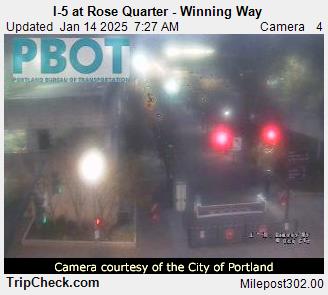 I-5 at Rose Quarter - Winning Way
Updated Jan 14 2025 7:27 AM Camera 4
PBOT
PORTLAND BUREAU OF TRANSPORTATION
Camera courtesy of the City of Portland
TripCheck.com Milepost302.00